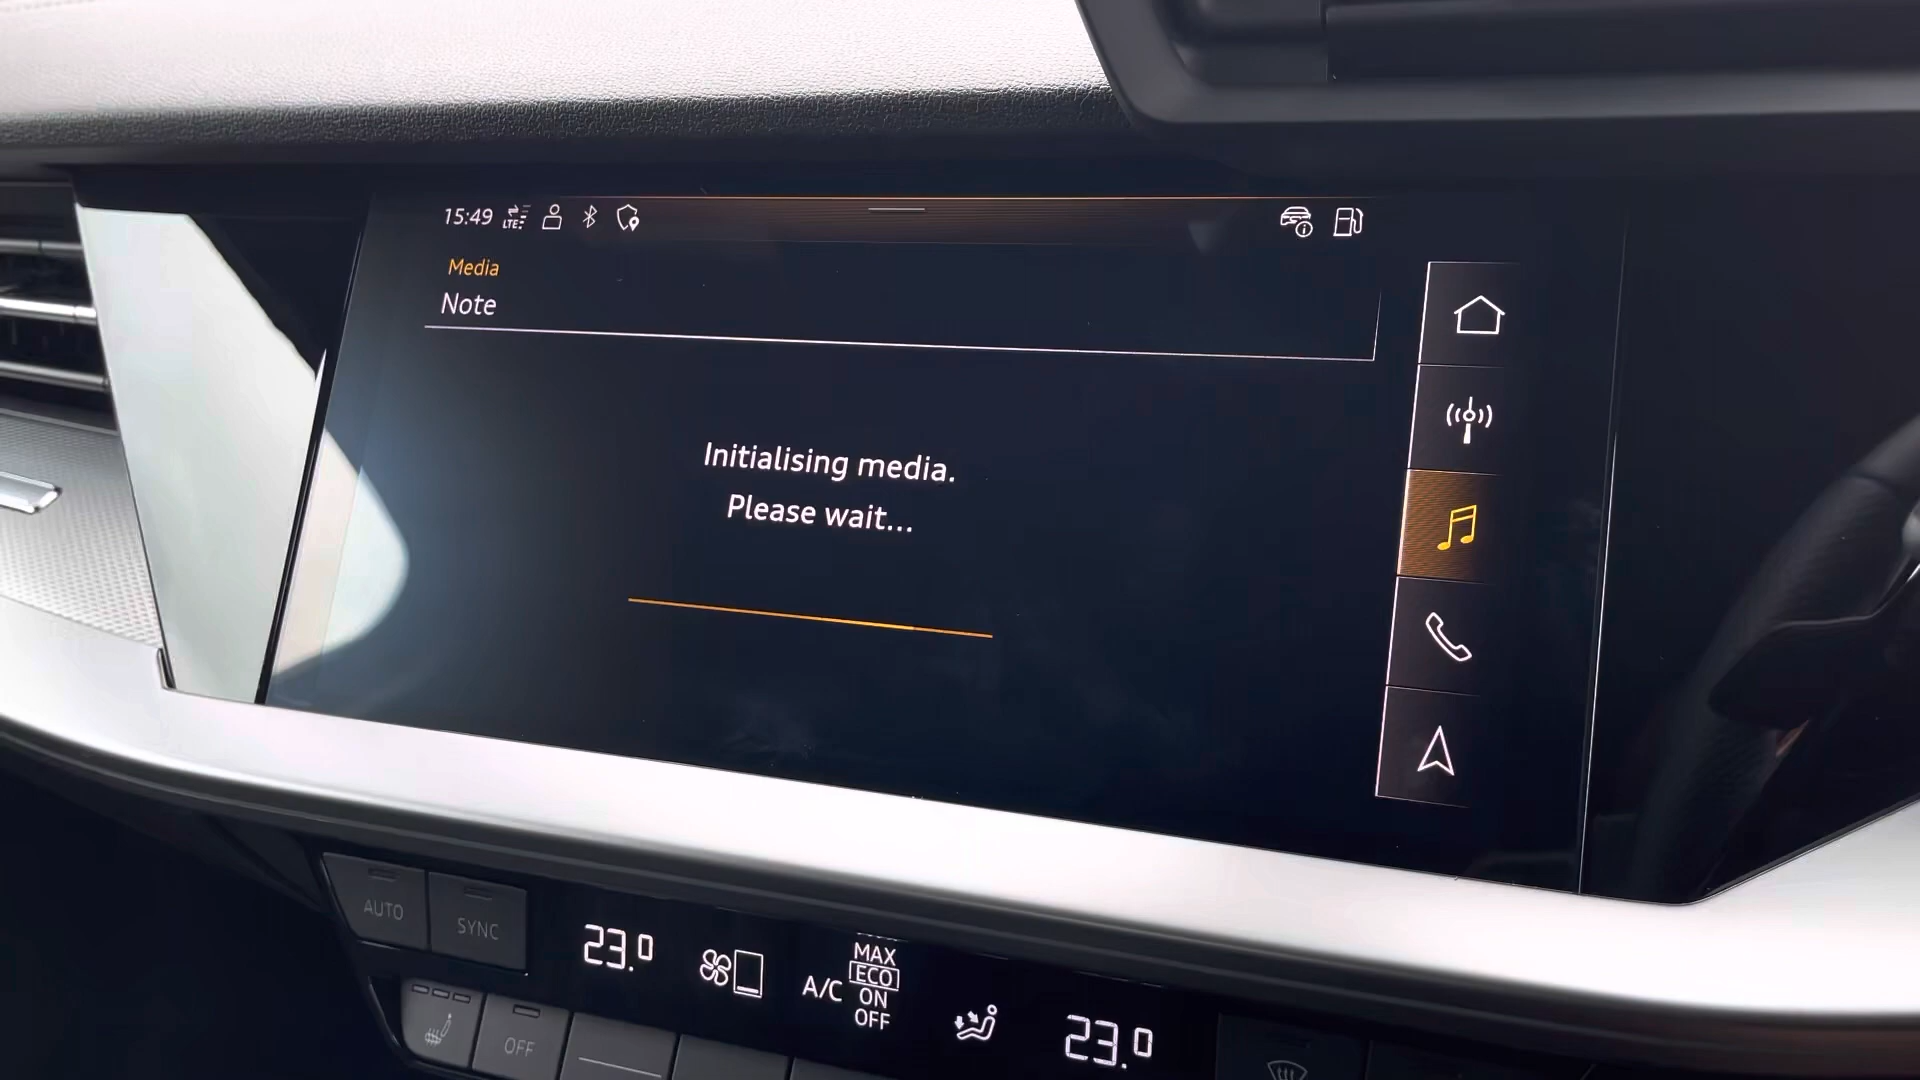 15:49 LTE
Media
Note
Initialising media.
Please wait...
AUTO
SYNC
23.0
A/C
MAX
ECO
ON
OFF
23.0
OFF